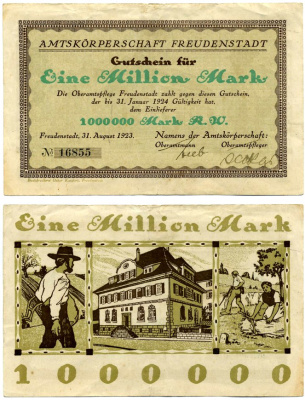 AMTSKÖRPERSCHAFT FREUDENSTADT
Gutschein für
Eine Million Mark
Die Oberamtspflege Freudenstadt zahlt gegen diesen Gutschein,
der bis 31. Januar 1924 Gültigkeit hat,
dem Einlieferer
1000000 Mark R.W.
Freudenstadt, 31. August 1923.
Namens der Amtskörperschaft:
Oberamtmann Oberamtspfleger
№ 16855
Eine Million Mark
1000000